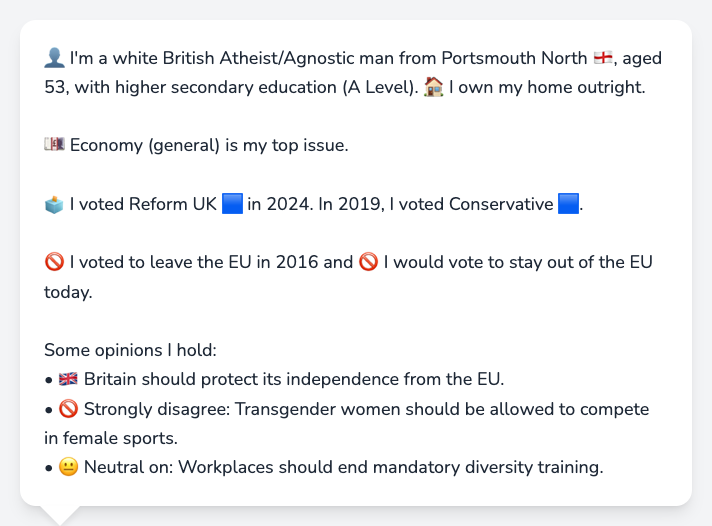 👤 I'm a white British Atheist/Agnostic man from Portsmouth North 🏴󠁧󠁢󠁥󠁮󠁧󠁿, aged
53, with higher secondary education (A Level). 🏠 I own my home outright.
💷 Economy (general) is my top issue.
🗳️ I voted Reform UK 🟦 in 2024. In 2019, I voted Conservative 🟦.
🚫 I voted to leave the EU in 2016 and 🚫 I would vote to stay out of the EU
today.
Some opinions I hold:
• 🇬🇧 Britain should protect its independence from the EU.
• 🚫 Strongly disagree: Transgender women should be allowed to compete
in female sports.
• 😐 Neutral on: Workplaces should end mandatory diversity training.